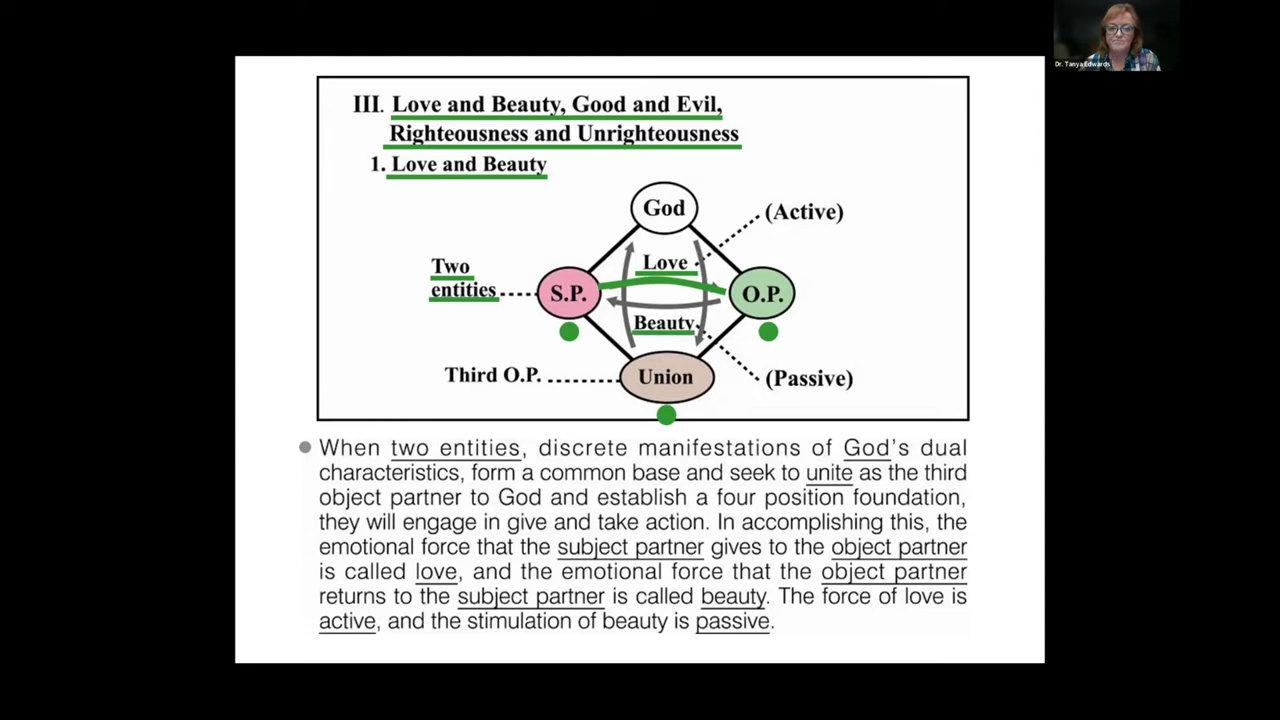 Dr. Tanya Edwards
III. Love and Beauty, Good and Evil,
Righteousness and Unrighteousness
1. Love and Beauty
God
(Active)
Love
Two
entities
S.P.
O.P.
Beauty
Third O.P.
Union
(Passive)
When two entities, discrete manifestations of God's dual
characteristics, form a common base and seek to unite as the third
object partner to God and establish a four position foundation,
they will engage in give and take action. In accomplishing this, the
emotional force that the subject partner gives to the object partner
is called love, and the emotional force that the object partner
returns to the subject partner is called beauty. The force of love is
active, and the stimulation of beauty is passive.